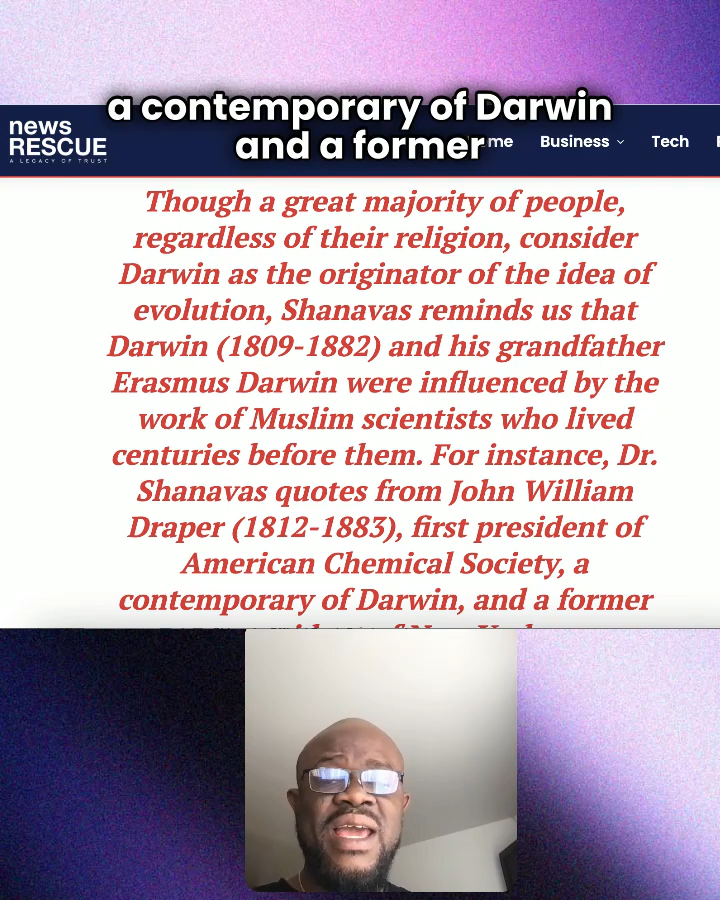 a contemporary of Darwin
and a former
news
RESCUE
A LEGACY OF TRUST
Business
Tech
Though a great majority of people,
regardless of their religion, consider
Darwin as the originator of the idea of
evolution, Shanavas reminds us that
Darwin (1809-1882) and his grandfather
Erasmus Darwin were influenced by the
work of Muslim scientists who lived
centuries before them. For instance, Dr.
Shanavas quotes from John William
Draper (1812-1883), first president of
American Chemical Society, a
contemporary of Darwin, and a former